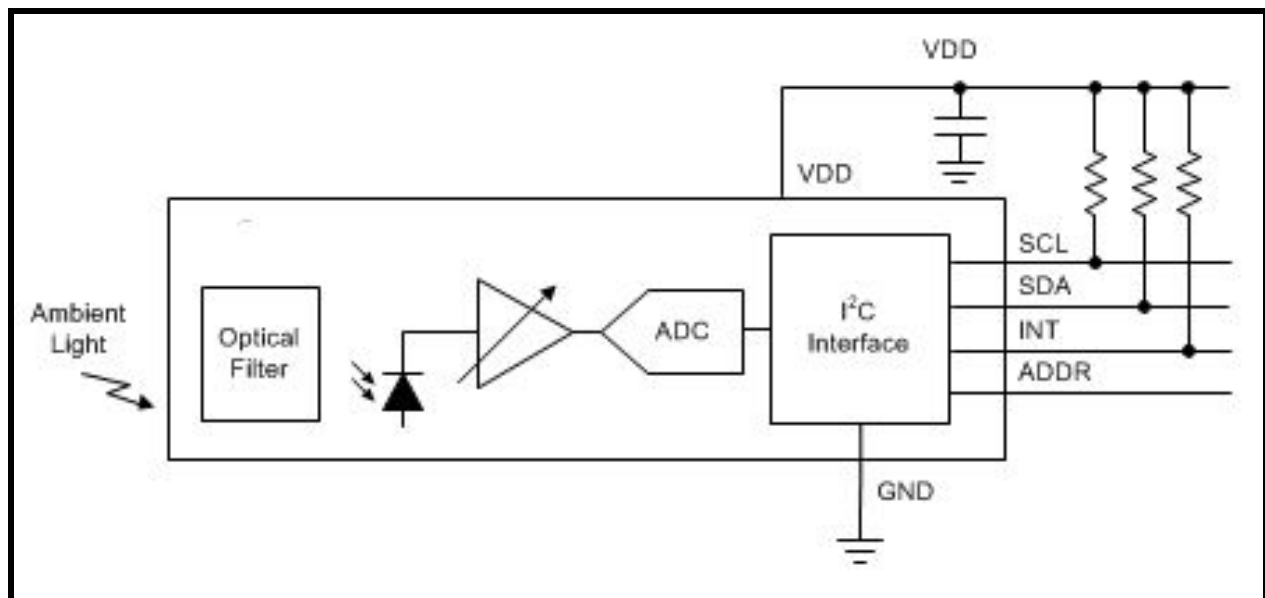 VDD
VDD
SCL
SDA
INT
ADDR
Ambient
Light
Optical
Filter
ADC
I²C
Interface
GND